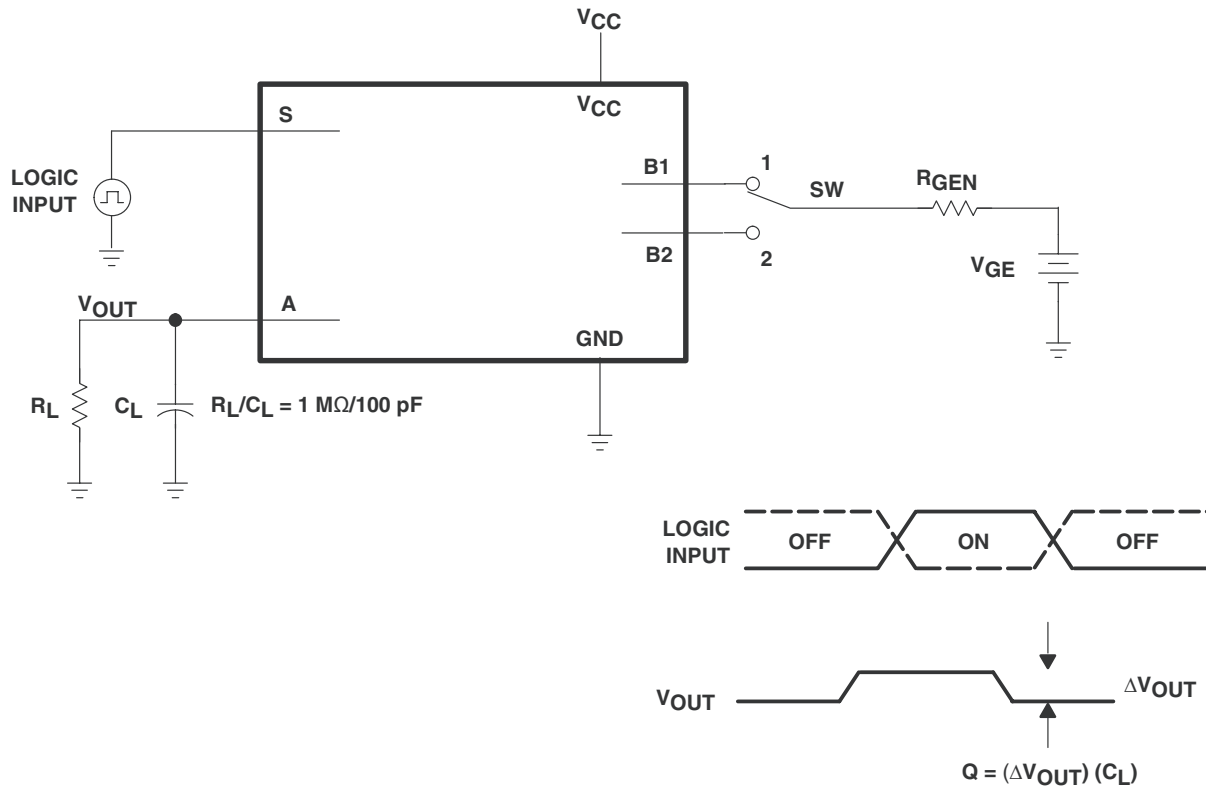 VCC
VCC
S
LOGIC
INPUT
B1
1
SW
RGEN
B2
2
VGE
VOUT
A
GND
RL
CL
RL/CL = 1 MΩ/100 pF
LOGIC
INPUT
OFF
ON
OFF
VOUT
ΔVOUT
Q = (ΔVOUT) (CL)